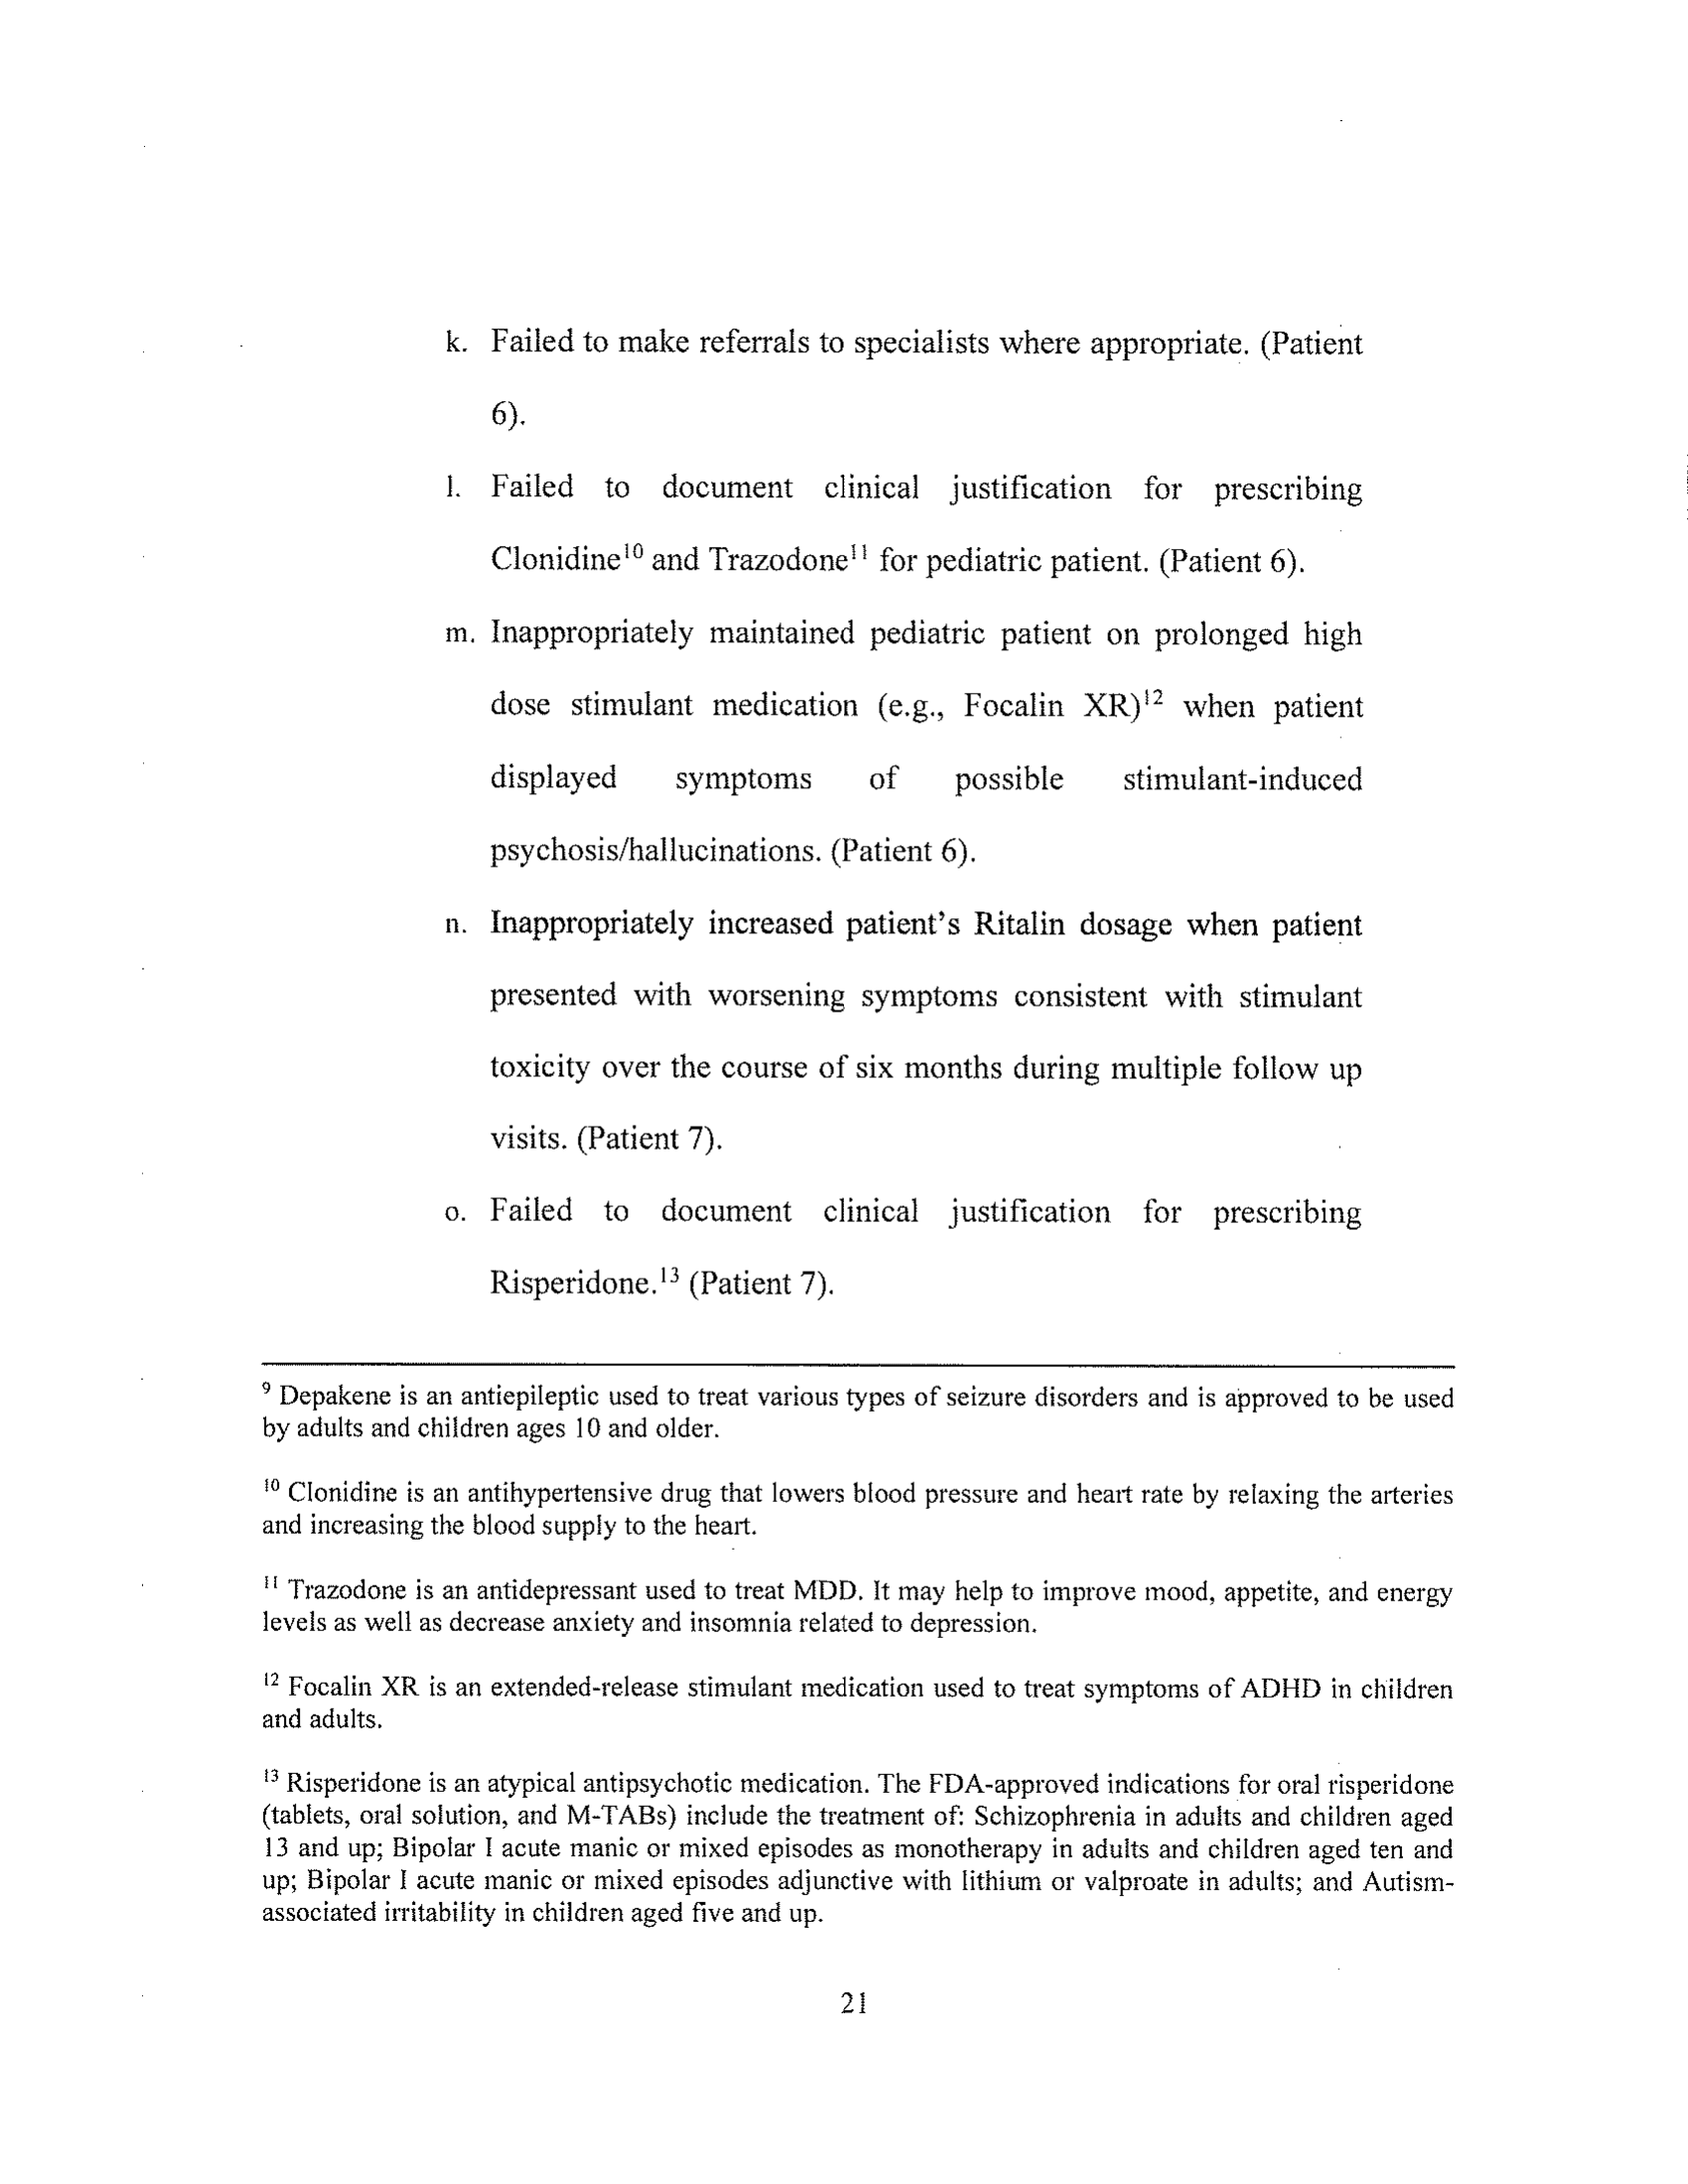 k. Failed to make referrals to specialists where appropriate. (Patient
6).
l. Failed to document clinical justification for prescribing
Clonidine¹⁰ and Trazodone¹¹ for pediatric patient. (Patient 6).
m. Inappropriately maintained pediatric patient on prolonged high
dose stimulant medication (e.g., Focalin XR)¹² when patient
displayed symptoms of possible stimulant-induced
psychosis/hallucinations. (Patient 6).
n. Inappropriately increased patient's Ritalin dosage when patient
presented with worsening symptoms consistent with stimulant
toxicity over the course of six months during multiple follow up
visits. (Patient 7).
o. Failed to document clinical justification for prescribing
Risperidone.¹³ (Patient 7).
⁹ Depakene is an antiepileptic used to treat various types of seizure disorders and is approved to be used
by adults and children ages 10 and older.
¹⁰ Clonidine is an antihypertensive drug that lowers blood pressure and heart rate by relaxing the arteries
and increasing the blood supply to the heart.
¹¹ Trazodone is an antidepressant used to treat MDD. It may help to improve mood, appetite, and energy
levels as well as decrease anxiety and insomnia related to depression.
¹² Focalin XR is an extended-release stimulant medication used to treat symptoms of ADHD in children
and adults.
¹³ Risperidone is an atypical antipsychotic medication. The FDA-approved indications for oral risperidone
(tablets, oral solution, and M-TABs) include the treatment of: Schizophrenia in adults and children aged
13 and up; Bipolar I acute manic or mixed episodes as monotherapy in adults and children aged ten and
up; Bipolar I acute manic or mixed episodes adjunctive with lithium or valproate in adults; and Autism-
associated irritability in children aged five and up.
21